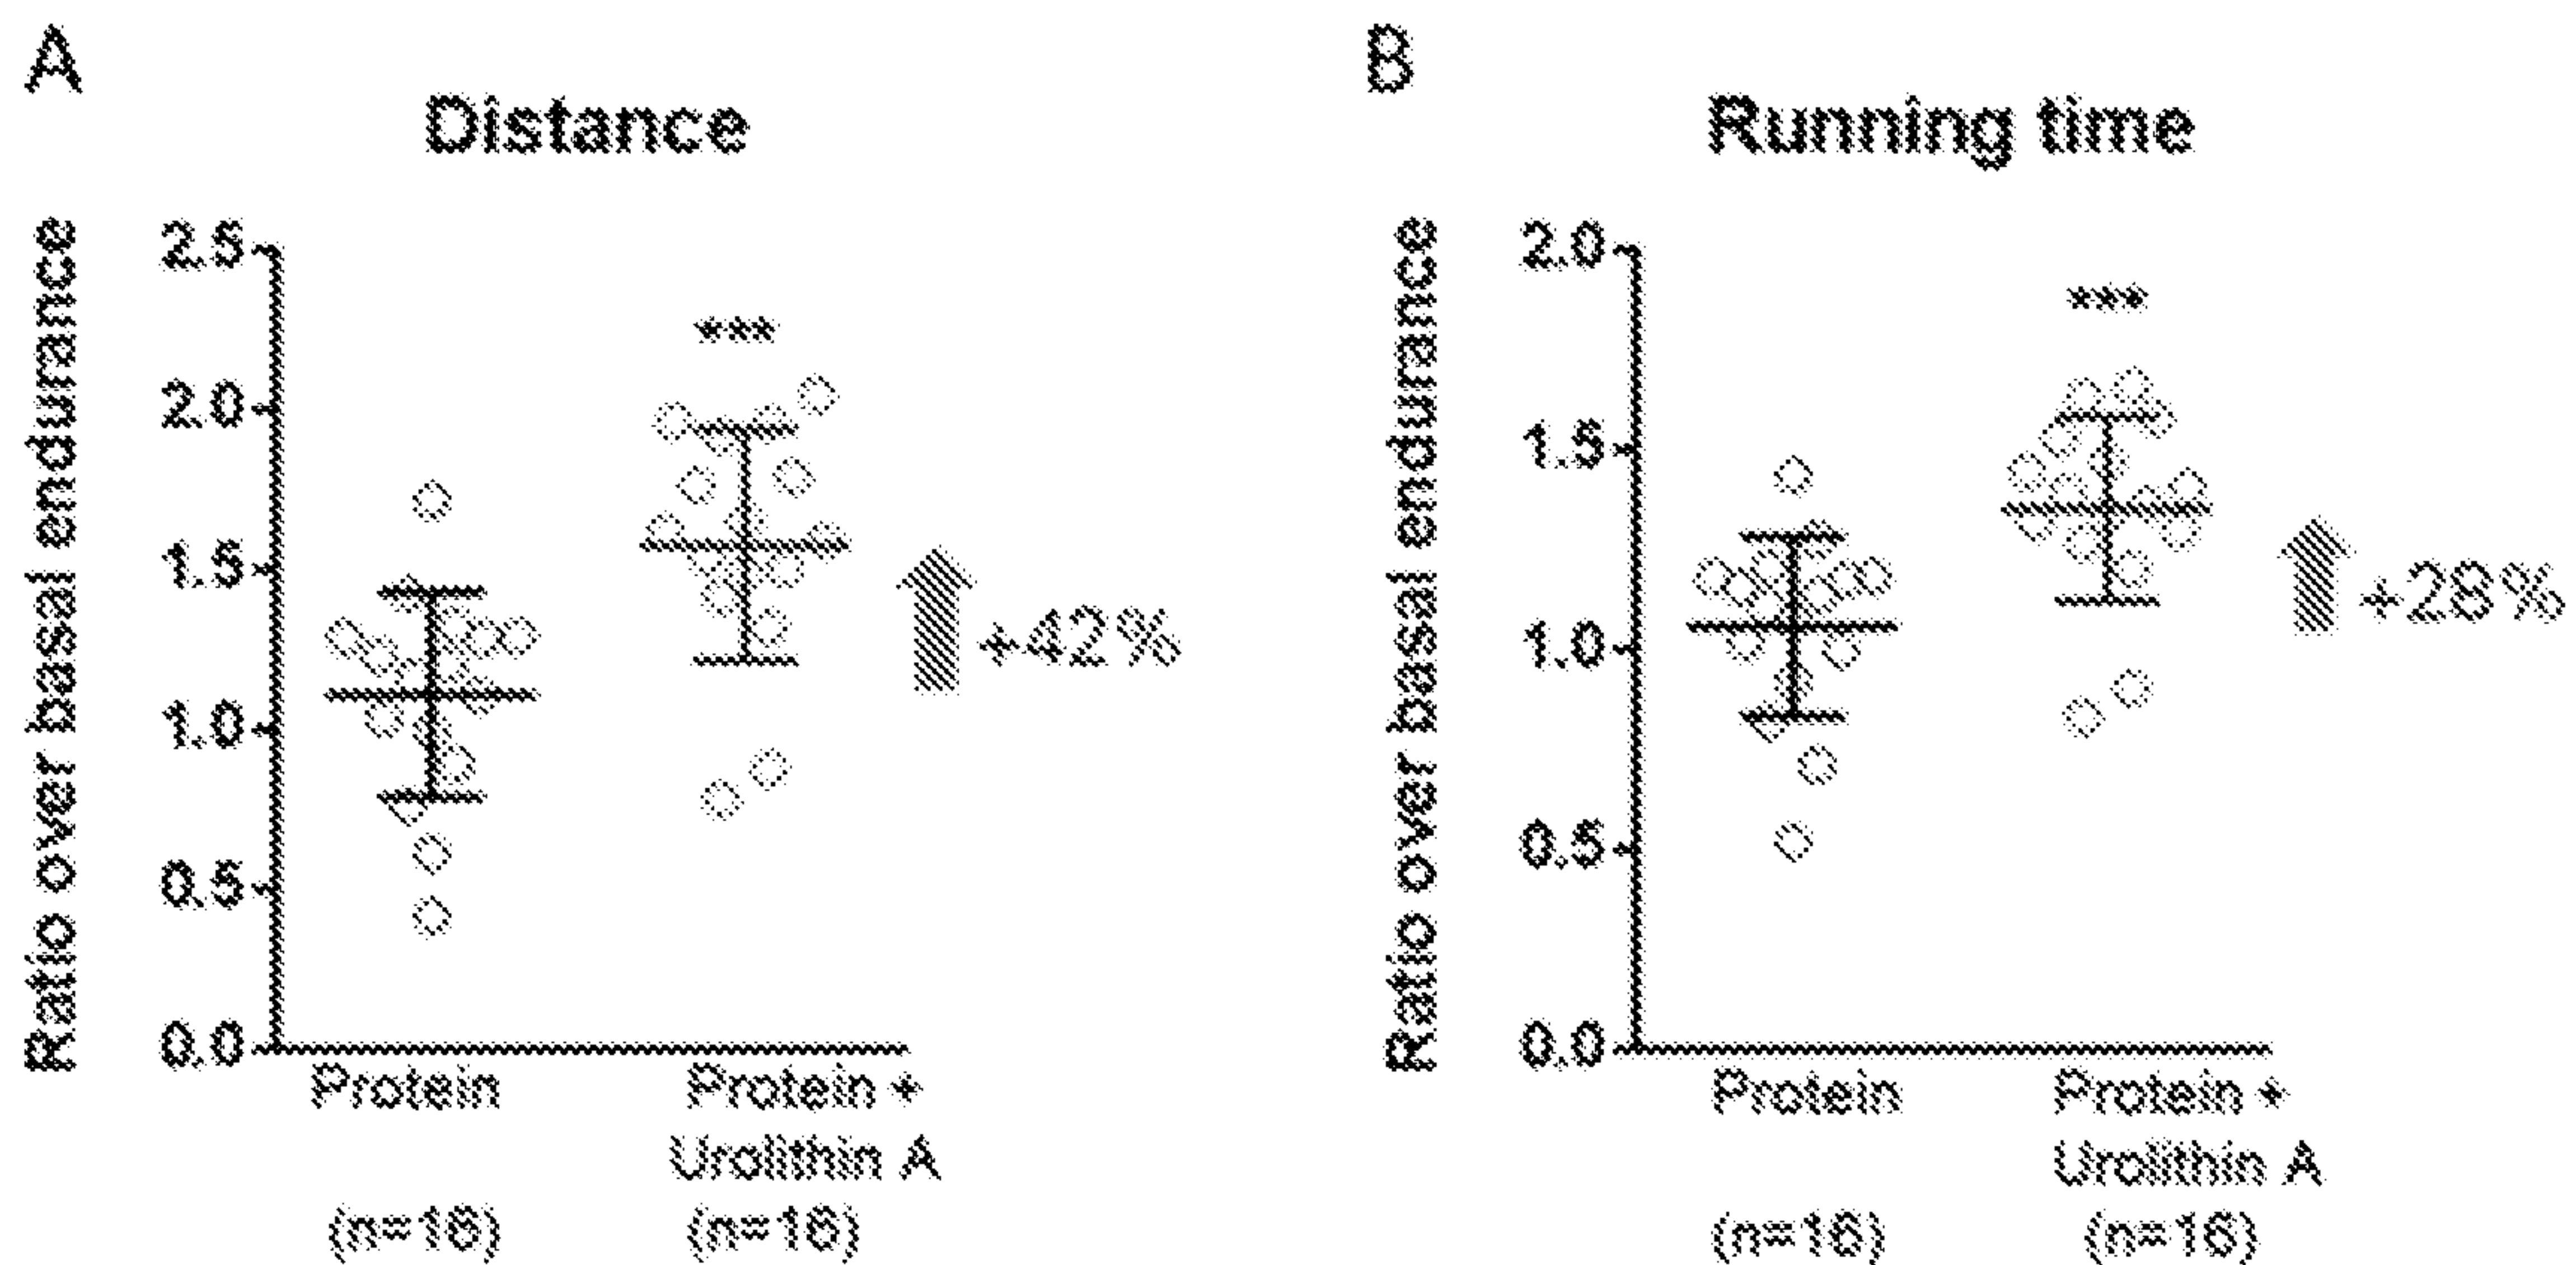 A
Distance
Ratio over basal endurance
2.5
2.0
1.5
1.0
0.5
0.0
***
+42%
Protein
Protein +
Urolithin A
(n=16)
(n=16)
B
Running time
Ratio over basal endurance
2.0
1.5
1.0
0.5
0.0
***
+28%
Protein
Protein +
Urolithin A
(n=16)
(n=16)